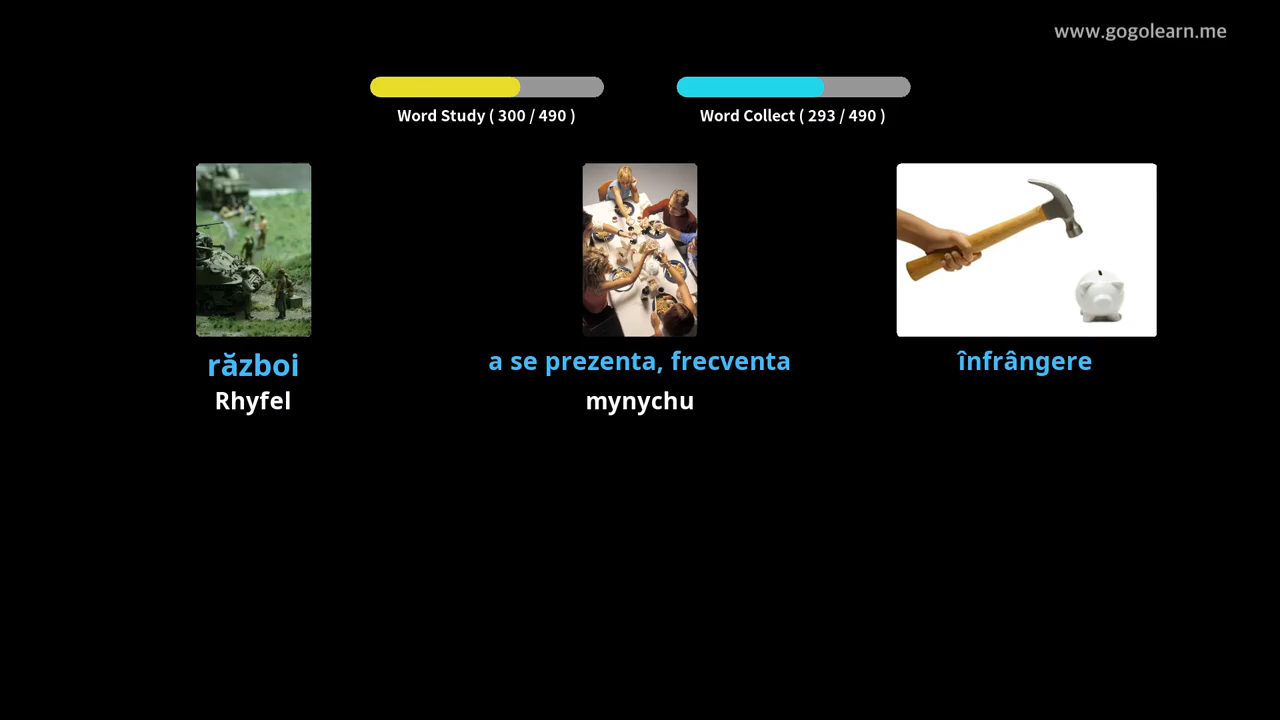 www.gogolearn.me
Word Study ( 300 / 490 )
Word Collect ( 293 / 490 )
război
a se prezenta, frecventa
înfrângere
Rhyfel
mynychu